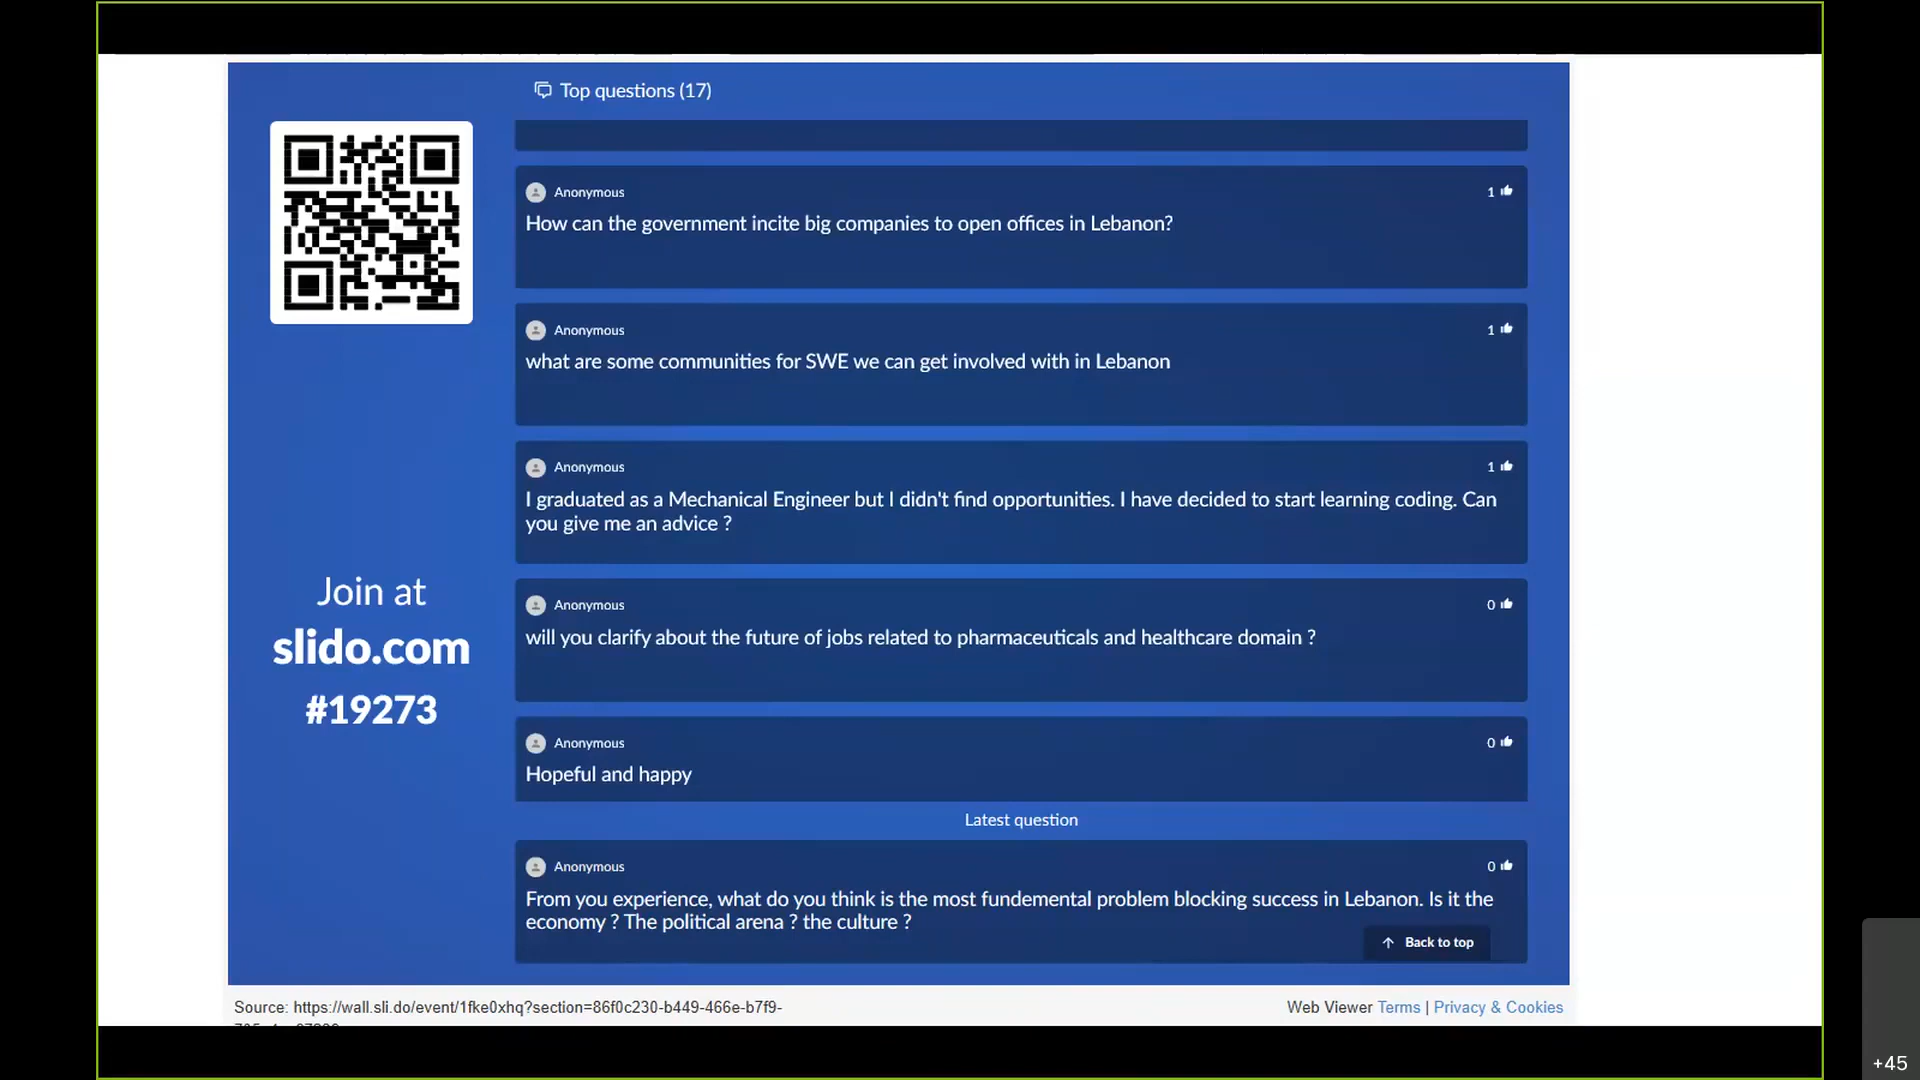 Top questions (17)
Anonymous
1
How can the government incite big companies to open offices in Lebanon?
Anonymous
1
what are some communities for SWE we can get involved with in Lebanon
Anonymous
1
I graduated as a Mechanical Engineer but I didn't find opportunities. I have decided to start learning coding. Can
you give me an advice ?
Anonymous
0
will you clarify about the future of jobs related to pharmaceuticals and healthcare domain ?
Anonymous
0
Hopeful and happy
Latest question
Anonymous
0
From you experience, what do you think is the most fundemental problem blocking success in Lebanon. Is it the
economy ? The political arena ? the culture ?
Back to top
Join at
slido.com
#19273
Source: https://wall.sli.do/event/1fke0xhq?section=86f0c230-b449-466e-b7f9-
Web Viewer Terms | Privacy & Cookies
+45